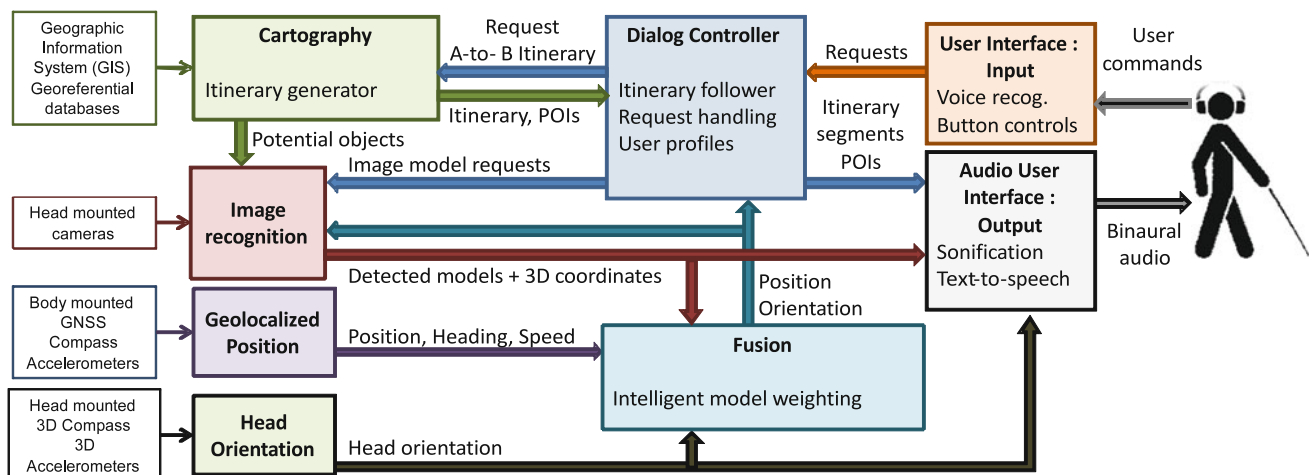 Geographic
Information
System (GIS)
Georeferential
databases
Cartography
Itinerary generator
Request
A-to- B Itinerary
Itinerary, POIs
Dialog Controller
Itinerary follower
Request handling
User profiles
Requests
User Interface :
Input
Voice recog.
Button controls
User
commands
Potential objects
Image model requests
Itinerary
segments
POIs
Head mounted
cameras
Image
recognition
Detected models + 3D coordinates
Audio User
Interface :
Output
Sonification
Text-to-speech
Binaural
audio
Position
Orientation
Body mounted
GNSS
Compass
Accelerometers
Geolocalized
Position
Position, Heading, Speed
Fusion
Intelligent model weighting
Head mounted
3D Compass
3D
Accelerometers
Head
Orientation
Head orientation